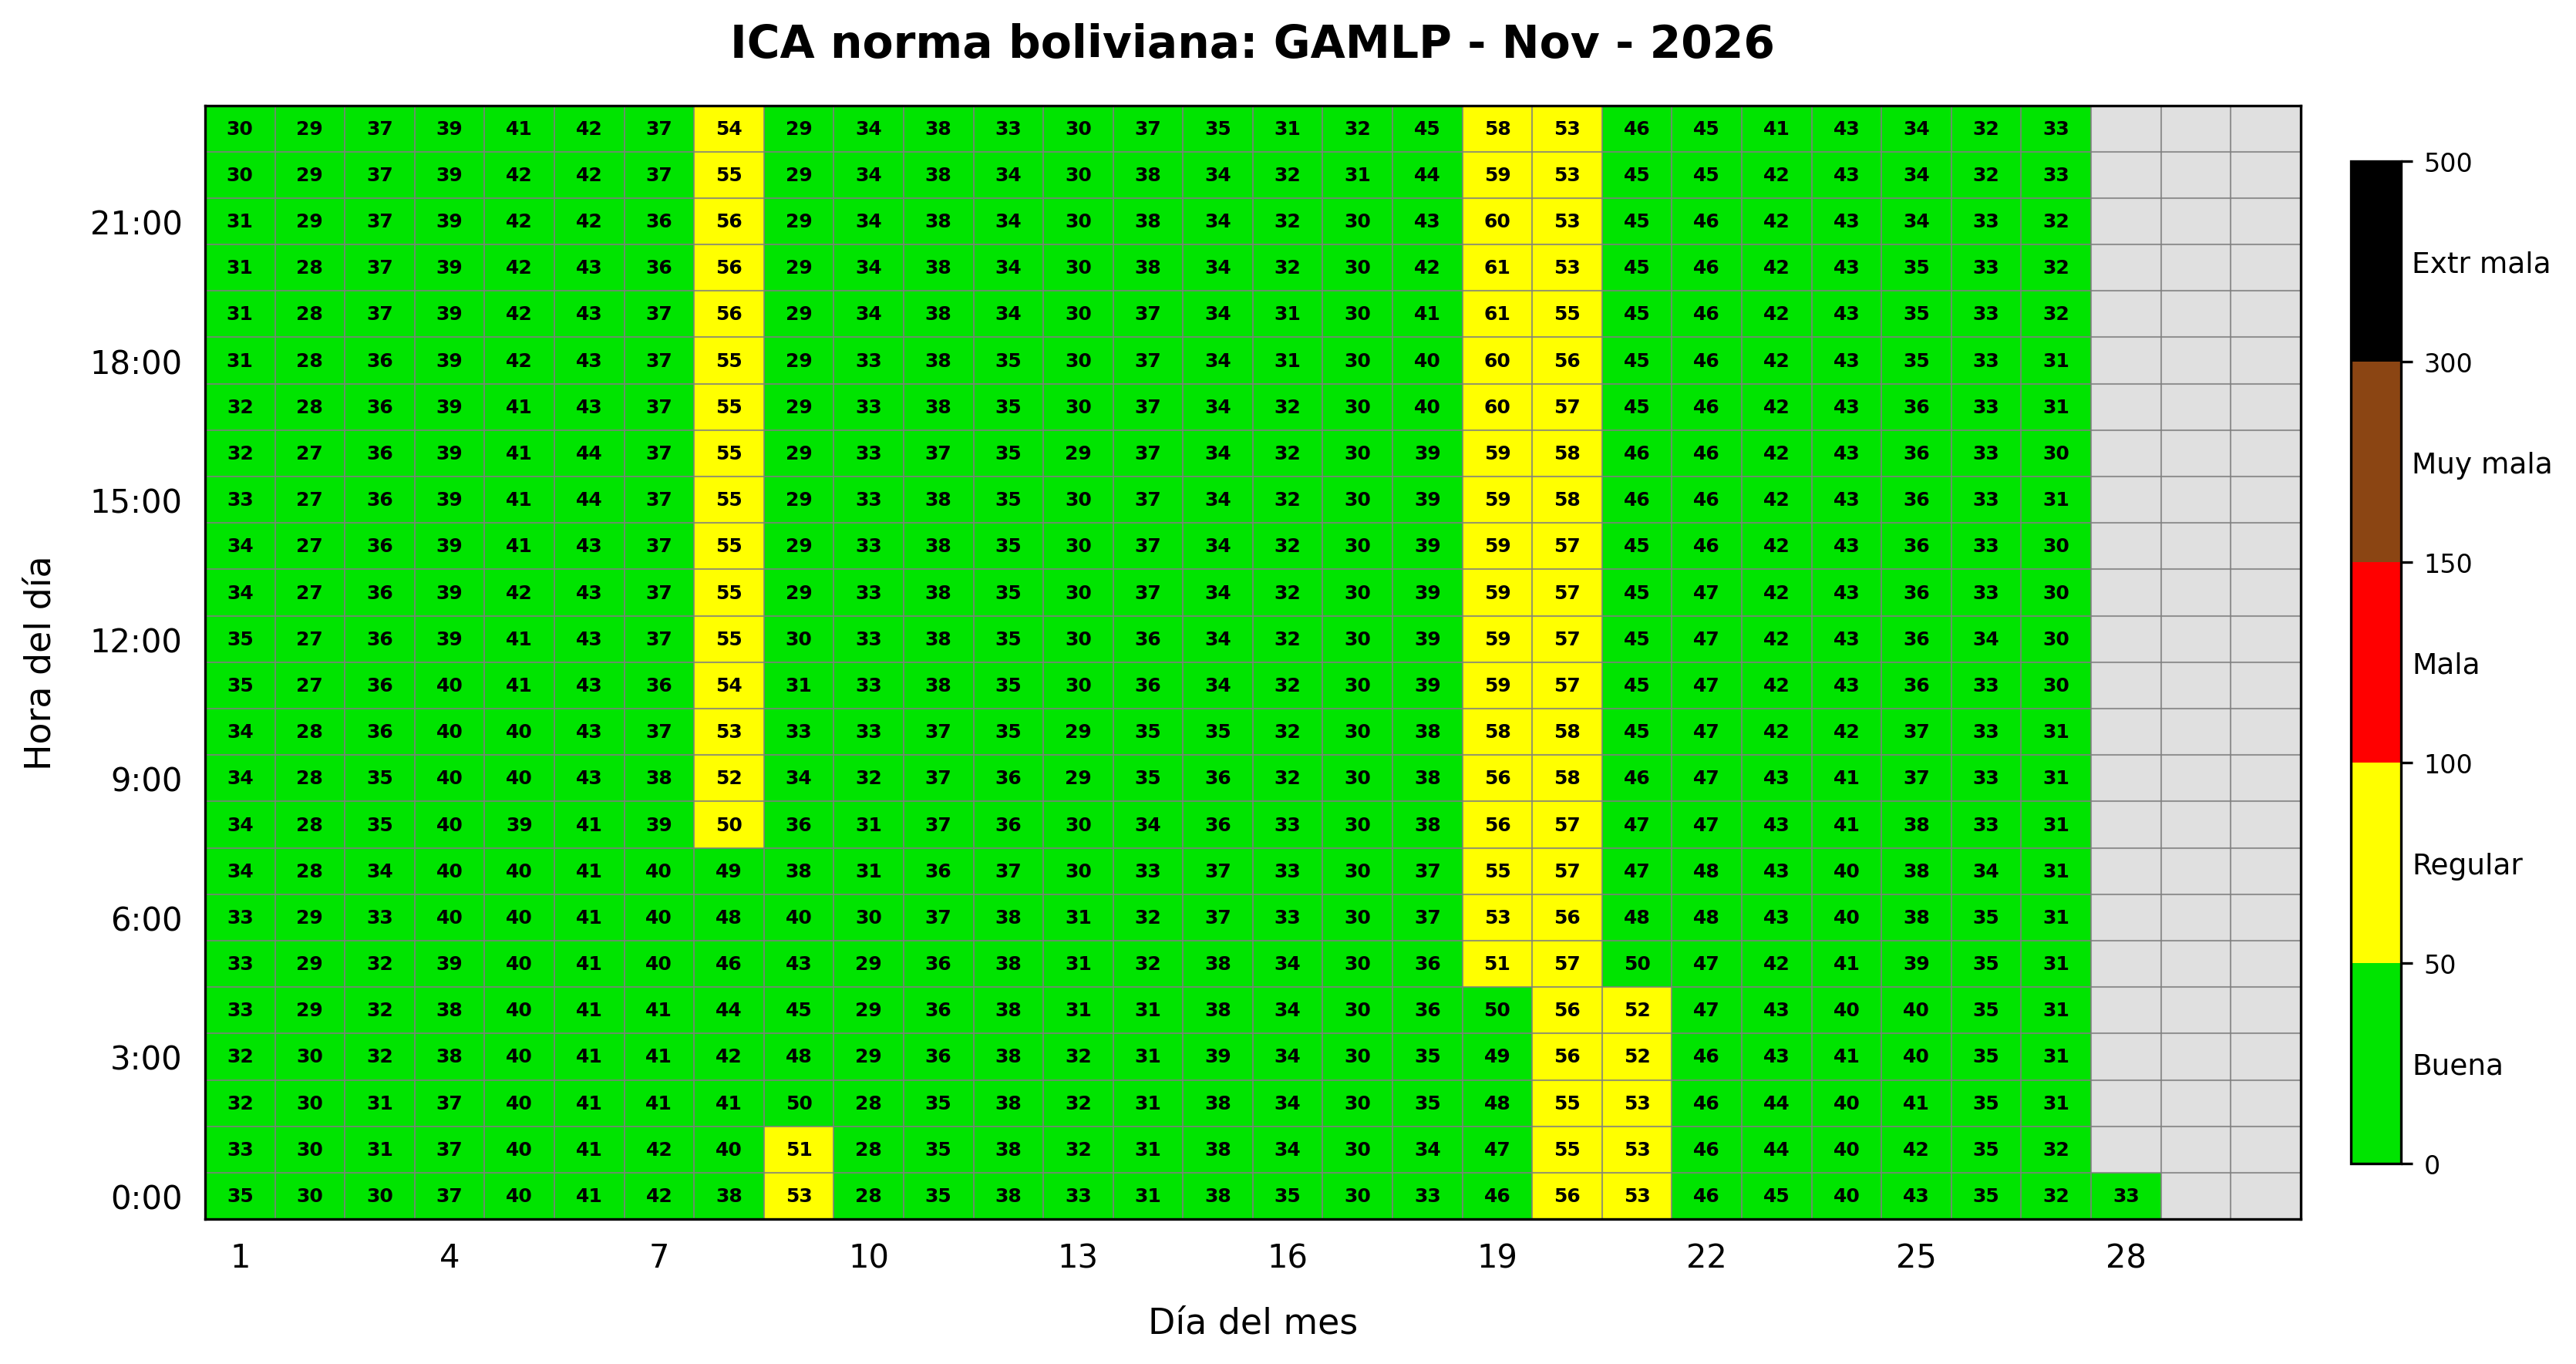 ICA norma boliviana: GAMLP - Nov - 2026
30 29 37 39 41 42 37 54 29 34 38 33 30 37 35 31 32 45 58 53 46 45 41 43 34 32 33
30 29 37 39 42 42 37 55 29 34 38 34 30 38 34 32 31 44 59 53 45 45 42 43 34 32 33
21:00 31 29 37 39 42 42 36 56 29 34 38 34 30 38 34 32 30 43 60 53 45 46 42 43 34 33 32
31 28 37 39 42 43 36 56 29 34 38 34 30 38 34 32 30 42 61 53 45 46 42 43 35 33 32
31 28 37 39 42 43 37 56 29 34 38 34 30 37 34 31 30 41 61 55 45 46 42 43 35 33 32
18:00 31 28 36 39 42 43 37 55 29 33 38 35 30 37 34 31 30 40 60 56 45 46 42 43 35 33 31
32 28 36 39 41 43 37 55 29 33 38 35 30 37 34 32 30 40 60 57 45 46 42 43 36 33 31
32 27 36 39 41 44 37 55 29 33 37 35 29 37 34 32 30 39 59 58 46 46 42 43 36 33 30
15:00 33 27 36 39 41 44 37 55 29 33 38 35 30 37 34 32 30 39 59 58 46 46 42 43 36 33 31
34 27 36 39 41 43 37 55 29 33 38 35 30 37 34 32 30 39 59 57 45 46 42 43 36 33 30
34 27 36 39 42 43 37 55 29 33 38 35 30 37 34 32 30 39 59 57 45 47 42 43 36 33 30
12:00 35 27 36 39 41 43 37 55 30 33 38 35 30 36 34 32 30 39 59 57 45 47 42 43 36 34 30
35 27 36 40 41 43 36 54 31 33 38 35 30 36 34 32 30 39 59 57 45 47 42 43 36 33 30
34 28 36 40 40 43 37 53 33 33 37 35 29 35 35 32 30 38 58 58 45 47 42 42 37 33 31
9:00 34 28 35 40 40 43 38 52 34 32 37 36 29 35 36 32 30 38 56 58 46 47 43 41 37 33 31
34 28 35 40 39 41 39 50 36 31 37 36 30 34 36 33 30 38 56 57 47 47 43 41 38 33 31
34 28 34 40 40 41 40 49 38 31 36 37 30 33 37 33 30 37 55 57 47 48 43 40 38 34 31
6:00 33 29 33 40 40 41 40 48 40 30 37 38 31 32 37 33 30 37 53 56 48 48 43 40 38 35 31
33 29 32 39 40 41 40 46 43 29 36 38 31 32 38 34 30 36 51 57 50 47 42 41 39 35 31
33 29 32 38 40 41 41 44 45 29 36 38 31 31 38 34 30 36 50 56 52 47 43 40 40 35 31
3:00 32 30 32 38 40 41 41 42 48 29 36 38 32 31 39 34 30 35 49 56 52 46 43 41 40 35 31
32 30 31 37 40 41 41 41 50 28 35 38 32 31 38 34 30 35 48 55 53 46 44 40 41 35 31
33 30 31 37 40 41 42 40 51 28 35 38 32 31 38 34 30 34 47 55 53 46 44 40 42 35 32
0:00 35 30 30 37 40 41 42 38 53 28 35 38 33 31 38 35 30 33 46 56 53 46 45 40 43 35 32 33
1 4 7 10 13 16 19 22 25 28
Día del mes
Hora del día
500
Extr mala
300
Muy mala
150
Mala
100
Regular
50
Buena
0